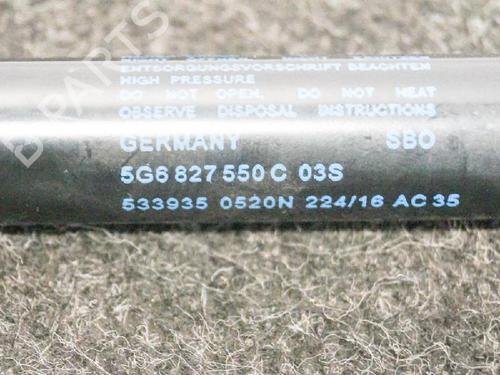 ENTSORGUNGSVORSCHRIFT BEACHTEN
HIGH PRESSURE
DO NOT OPEN. DO NOT HEAT
OBSERVE DISPOSAL INSTRUCTIONS
GERMANY SBO
5G6 827 550 C 03S
533935 0520N 224/16 AC 35
B PARTS